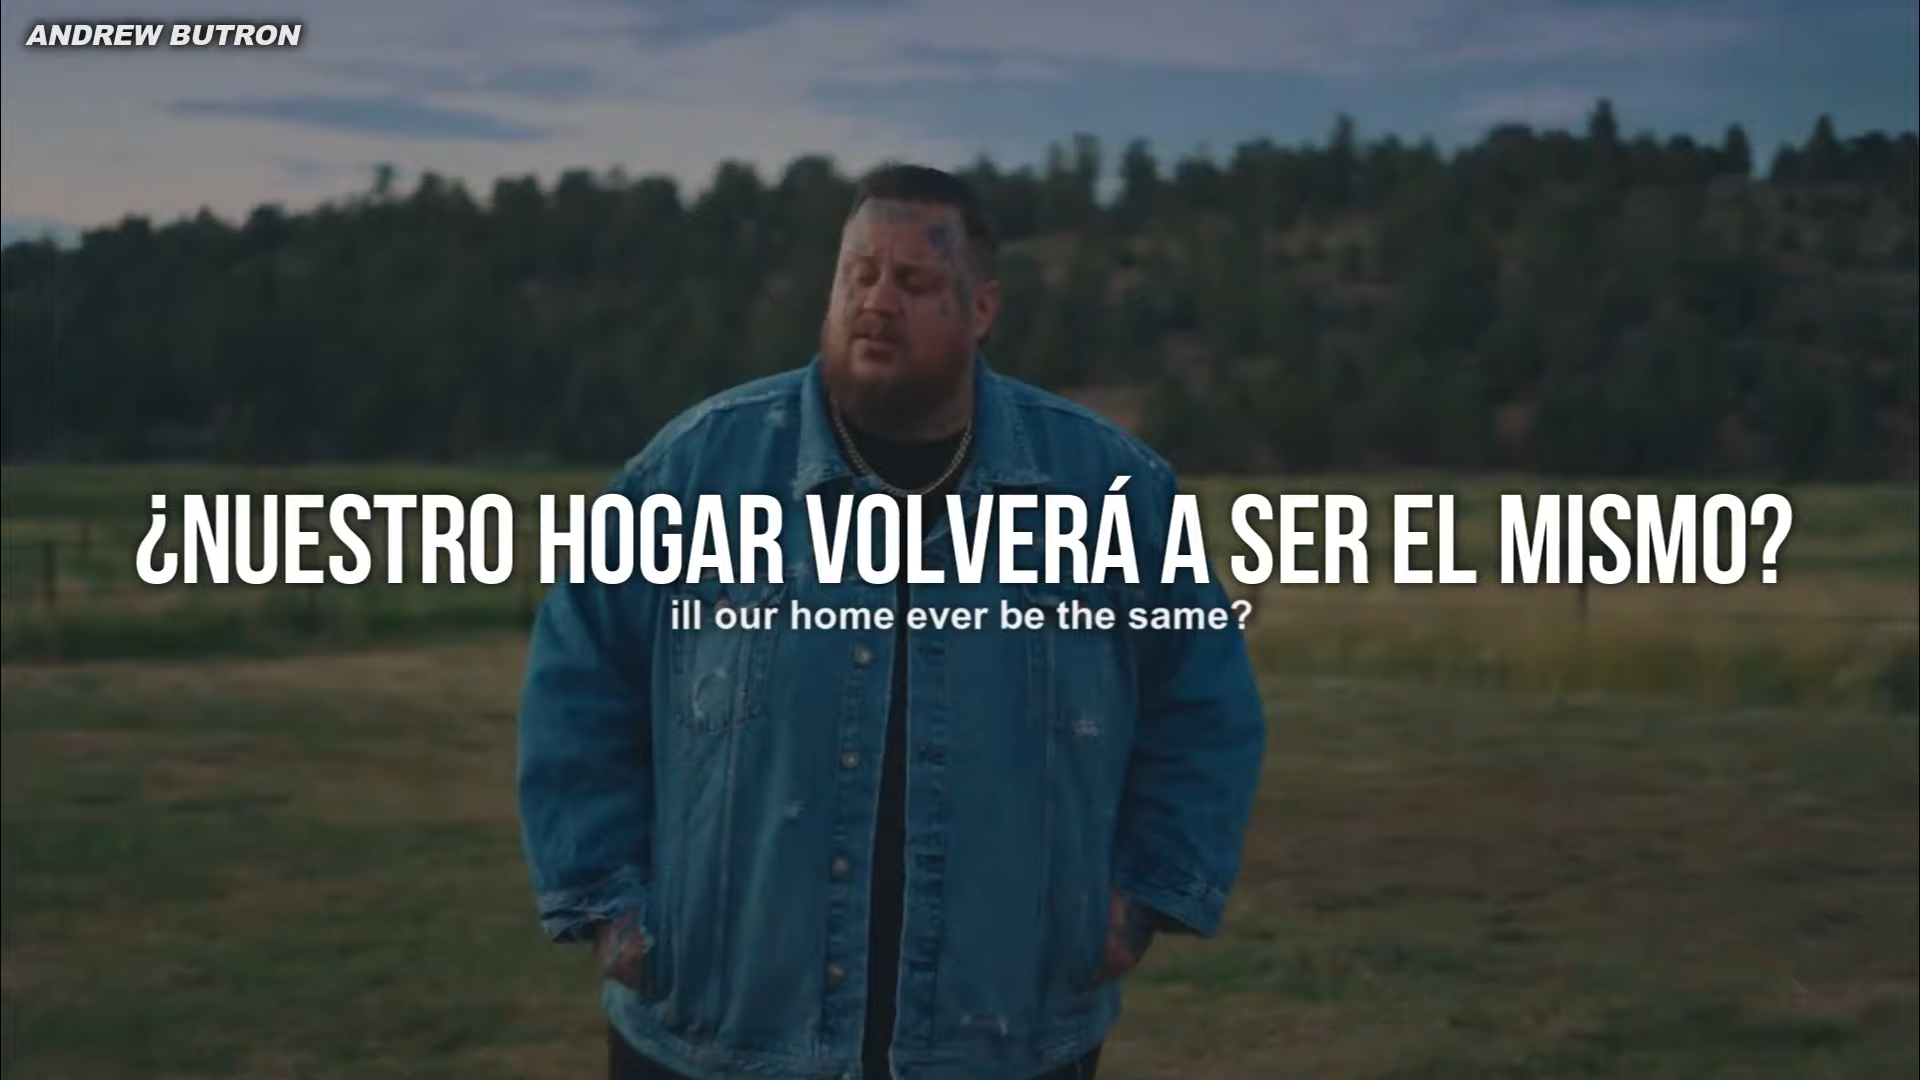 ANDREW BUTRON
¿NUESTRO HOGAR VOLVERÁ A SER EL MISMO?
ill our home ever be the same?